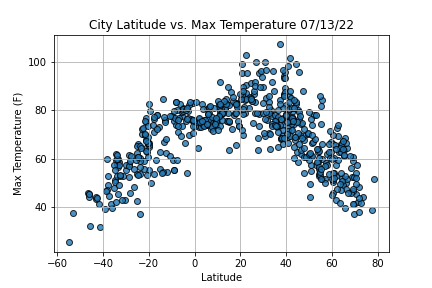 City Latitude vs. Max Temperature 07/13/22
Max Temperature (F)
100
80
60
40
−60 −40 −20 0 20 40 60 80
Latitude